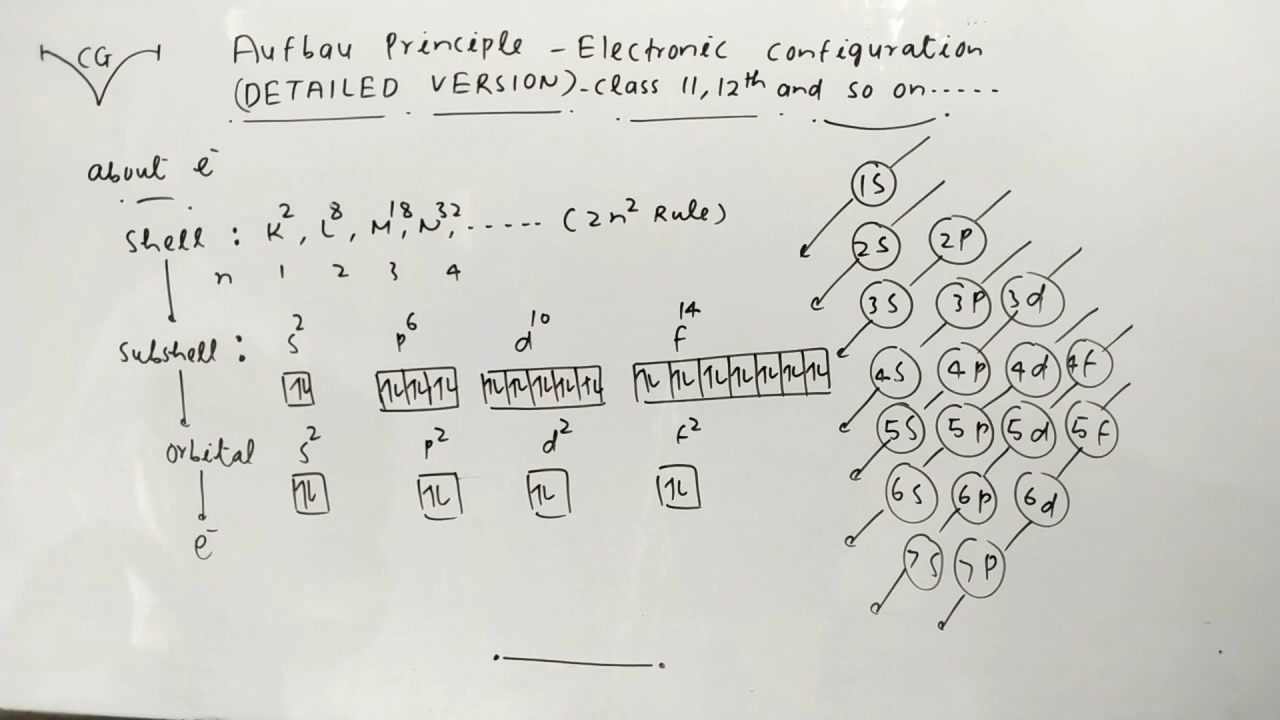 CG
Aufbau Principle - Electronic configuration
(DETAILED VERSION) - class 11, 12th and so on.....
about e⁻
Shell : K², L⁸, M¹⁸, N³², ..... (2n² Rule)
n 1 2 3 4
Subshell : s² p⁶ d¹⁰ f¹⁴
↿⇂ ↿⇂↿⇂↿⇂ ↿⇂↿⇂↿⇂↿⇂↿⇂ ↿⇂↿⇂↿⇂↿⇂↿⇂↿⇂↿⇂
orbital s² p² d² f²
↿⇂ ↿⇂ ↿⇂ ↿⇂
e⁻
1S
2S 2P
3S 3P 3d
4S 4P 4d 4f
5S 5P 5d 5f
6S 6P 6d
7S 7P